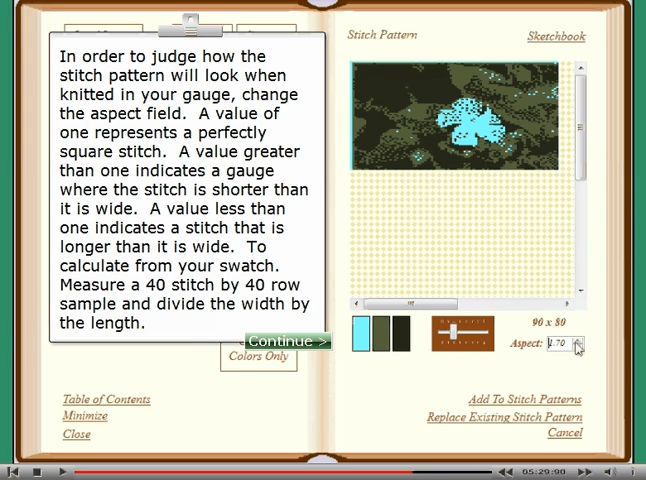 Stitch Pattern
Sketchbook
In order to judge how the
stitch pattern will look when
knitted in your gauge, change
the aspect field.  A value of
one represents a perfectly
square stitch.  A value greater
than one indicates a gauge
where the stitch is shorter than
it is wide.  A value less than
one indicates a stitch that is
longer than it is wide.  To
calculate from your swatch.
Measure a 40 stitch by 40 row
sample and divide the width by
the length.
Continue >
Colors Only
90 x 80
Aspect: 1.70
Table of Contents
Minimize
Close
Add To Stitch Patterns
Replace Existing Stitch Pattern
Cancel
05:29:90